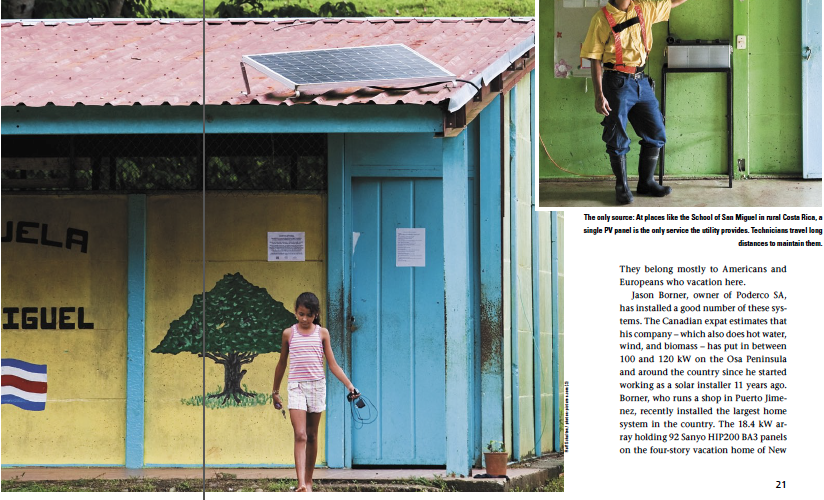 UELA
IGUEL
The only source: At places like the School of San Miguel in rural Costa Rica, a
single PV panel is the only service the utility provides. Technicians travel long
distances to maintain them.
They belong mostly to Americans and
Europeans who vacation here.
Jason Borner, owner of Poderco SA,
has installed a good number of these sys-
tems. The Canadian expat estimates that
his company – which also does hot water,
wind, and biomass – has put in between
100 and 120 kW on the Osa Peninsula
and around the country since he started
working as a solar installer 11 years ago.
Borner, who runs a shop in Puerto Jime-
nez, recently installed the largest home
system in the country. The 18.4 kW ar-
ray holding 92 Sanyo HIP200 BA3 panels
on the four-story vacation home of New
21